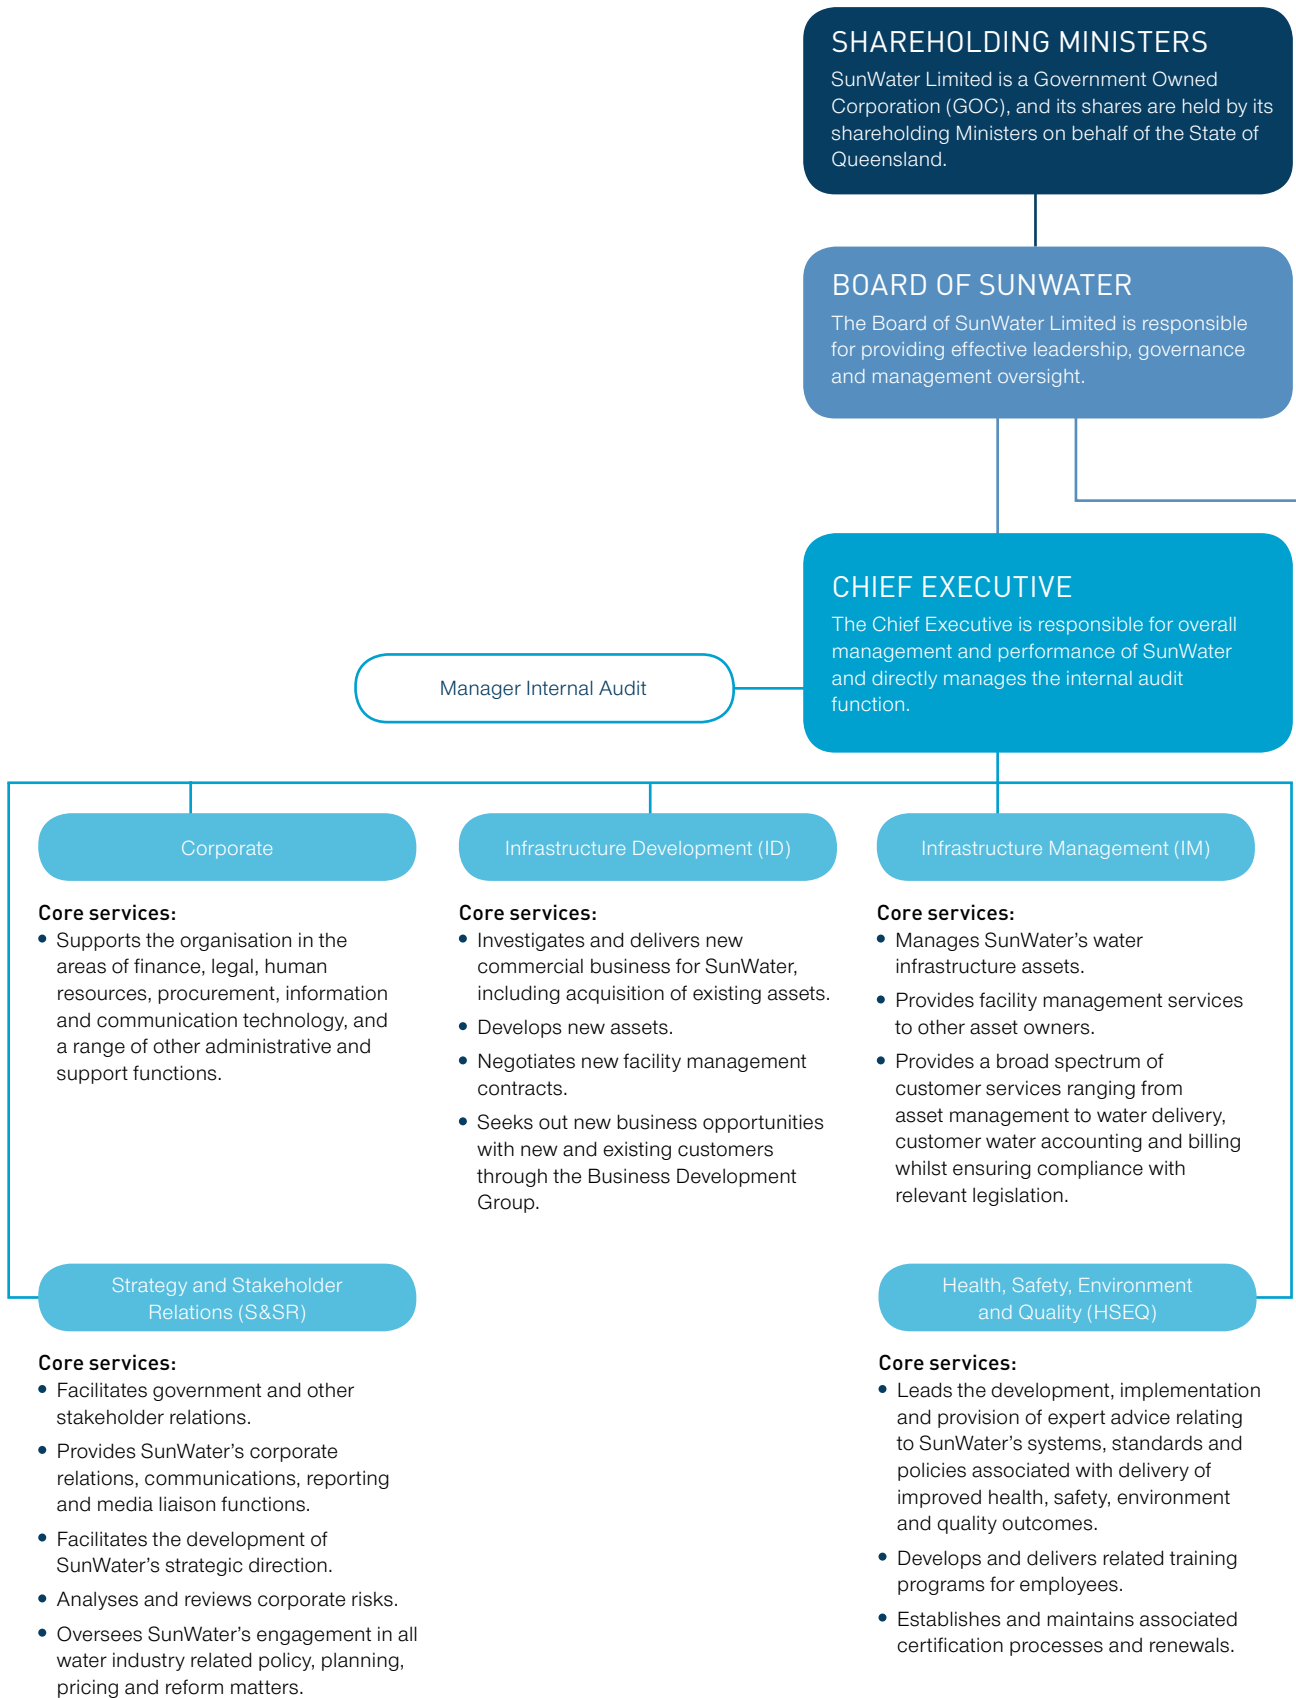 SHAREHOLDING MINISTERS
SunWater Limited is a Government Owned
Corporation (GOC), and its shares are held by its
shareholding Ministers on behalf of the State of
Queensland.
BOARD OF SUNWATER
The Board of SunWater Limited is responsible
for providing effective leadership, governance
and management oversight.
CHIEF EXECUTIVE
The Chief Executive is responsible for overall
management and performance of SunWater
and directly manages the internal audit
function.
Manager Internal Audit
Corporate
Core services:
• Supports the organisation in the
areas of finance, legal, human
resources, procurement, information
and communication technology, and
a range of other administrative and
support functions.
Infrastructure Development (ID)
Core services:
• Investigates and delivers new
commercial business for SunWater,
including acquisition of existing assets.
• Develops new assets.
• Negotiates new facility management
contracts.
• Seeks out new business opportunities
with new and existing customers
through the Business Development
Group.
Infrastructure Management (IM)
Core services:
• Manages SunWater's water
infrastructure assets.
• Provides facility management services
to other asset owners.
• Provides a broad spectrum of
customer services ranging from
asset management to water delivery,
customer water accounting and billing
whilst ensuring compliance with
relevant legislation.
Strategy and Stakeholder
Relations (S&SR)
Core services:
• Facilitates government and other
stakeholder relations.
• Provides SunWater's corporate
relations, communications, reporting
and media liaison functions.
• Facilitates the development of
SunWater's strategic direction.
• Analyses and reviews corporate risks.
• Oversees SunWater's engagement in all
water industry related policy, planning,
pricing and reform matters.
Health, Safety, Environment
and Quality (HSEQ)
Core services:
• Leads the development, implementation
and provision of expert advice relating
to SunWater's systems, standards and
policies associated with delivery of
improved health, safety, environment
and quality outcomes.
• Develops and delivers related training
programs for employees.
• Establishes and maintains associated
certification processes and renewals.